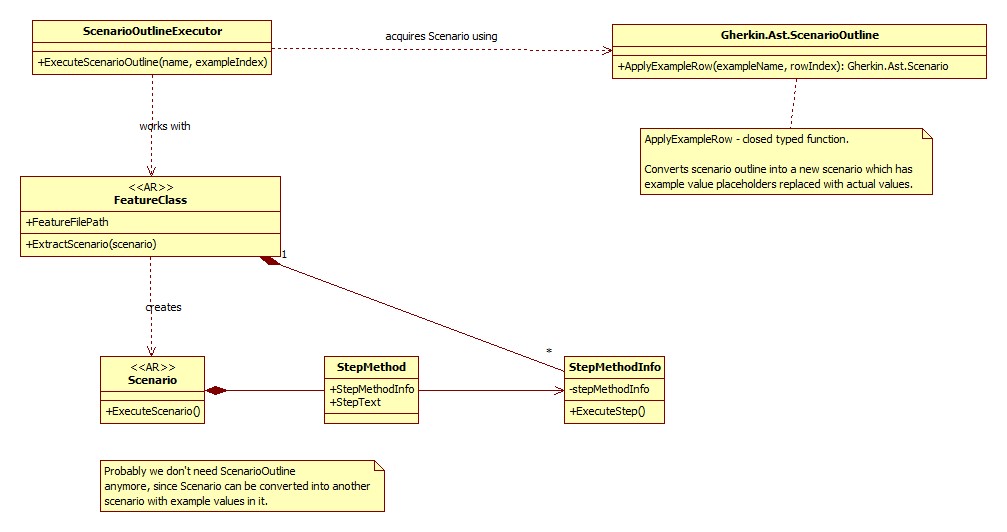 ScenarioOutlineExecutor
+ExecuteScenarioOutline(name, exampleIndex)
acquires Scenario using
Gherkin.Ast.ScenarioOutline
+ApplyExampleRow(exampleName, rowIndex): Gherkin.Ast.Scenario
works with
ApplyExampleRow - closed typed function.
Converts scenario outline into a new scenario which has
example value placeholders replaced with actual values.
<<AR>>
FeatureClass
+FeatureFilePath
+ExtractScenario(scenario)
1
creates
*
<<AR>>
Scenario
+ExecuteScenario()
StepMethod
+StepMethodInfo
+StepText
StepMethodInfo
-stepMethodInfo
+ExecuteStep()
Probably we don't need ScenarioOutline
anymore, since Scenario can be converted into another
scenario with example values in it.